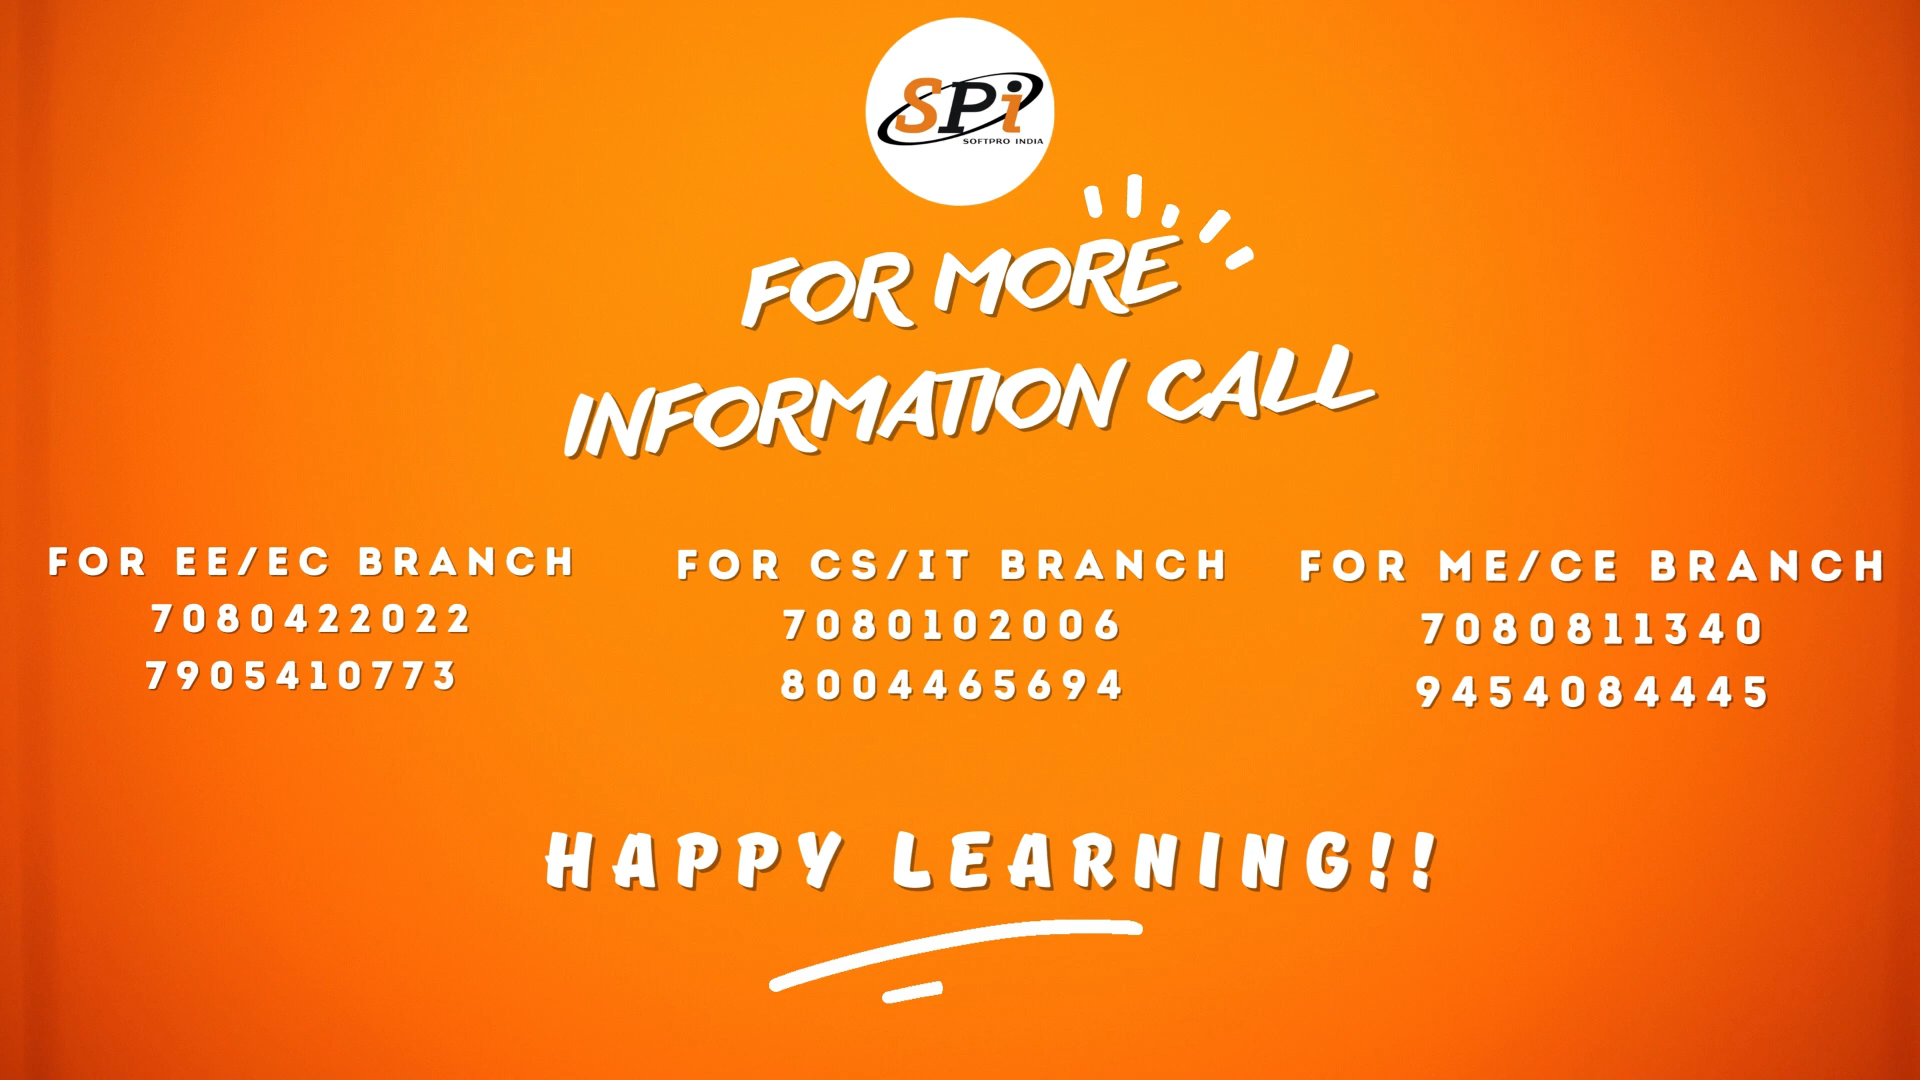 SPi
SOFTPRO INDIA
FOR MORE
INFORMATION CALL
FOR EE/EC BRANCH
7080422022
7905410773
FOR CS/IT BRANCH
7080102006
8004465694
FOR ME/CE BRANCH
7080811340
9454084445
HAPPY LEARNING!!